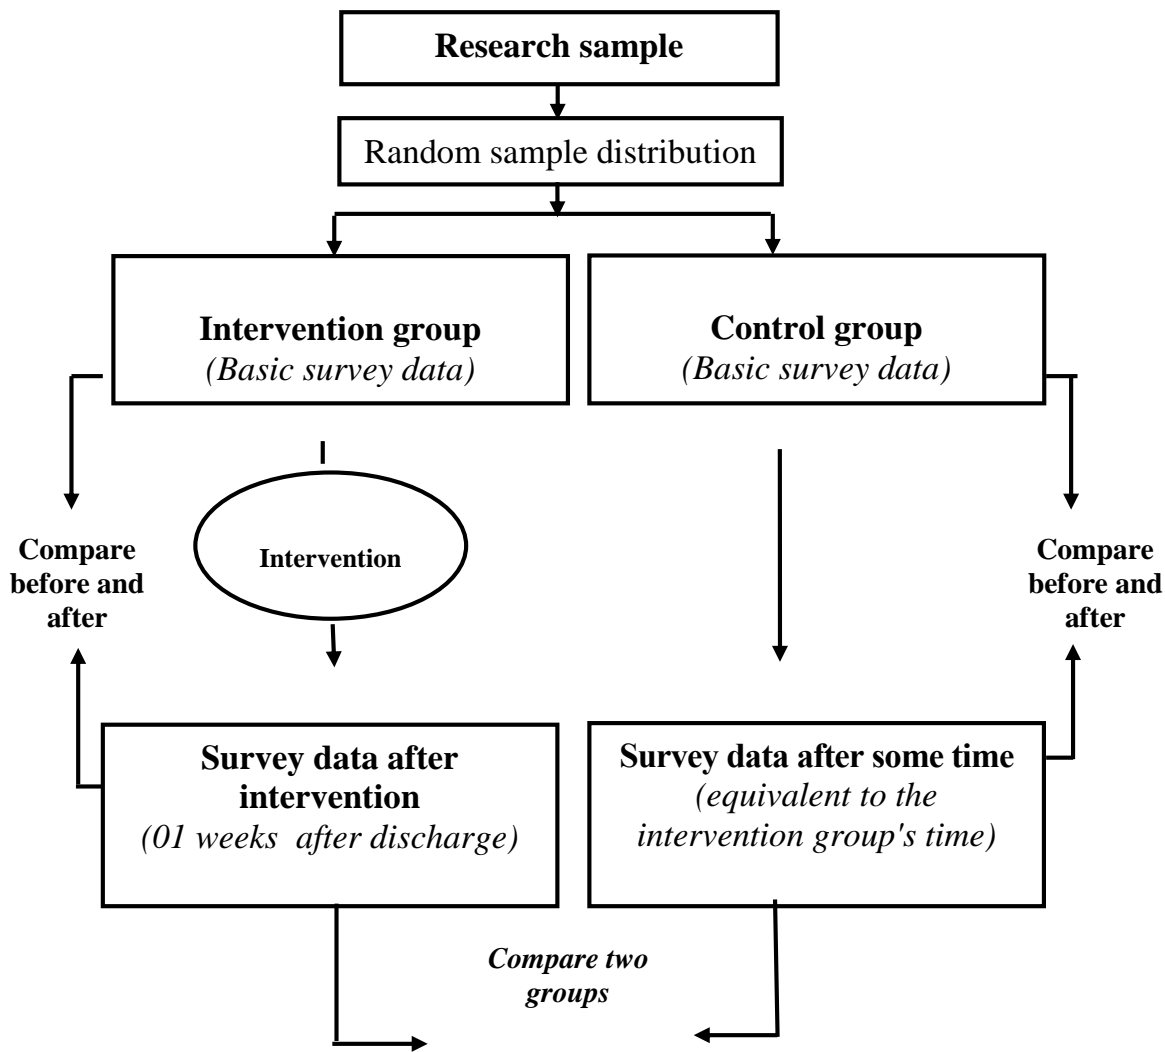 Research sample
Random sample distribution
Intervention group
(Basic survey data)
Control group
(Basic survey data)
Compare
before and
after
Intervention
Compare
before and
after
Survey data after
intervention
(01 weeks  after discharge)
Survey data after some time
(equivalent to the
intervention group's time)
Compare two
groups